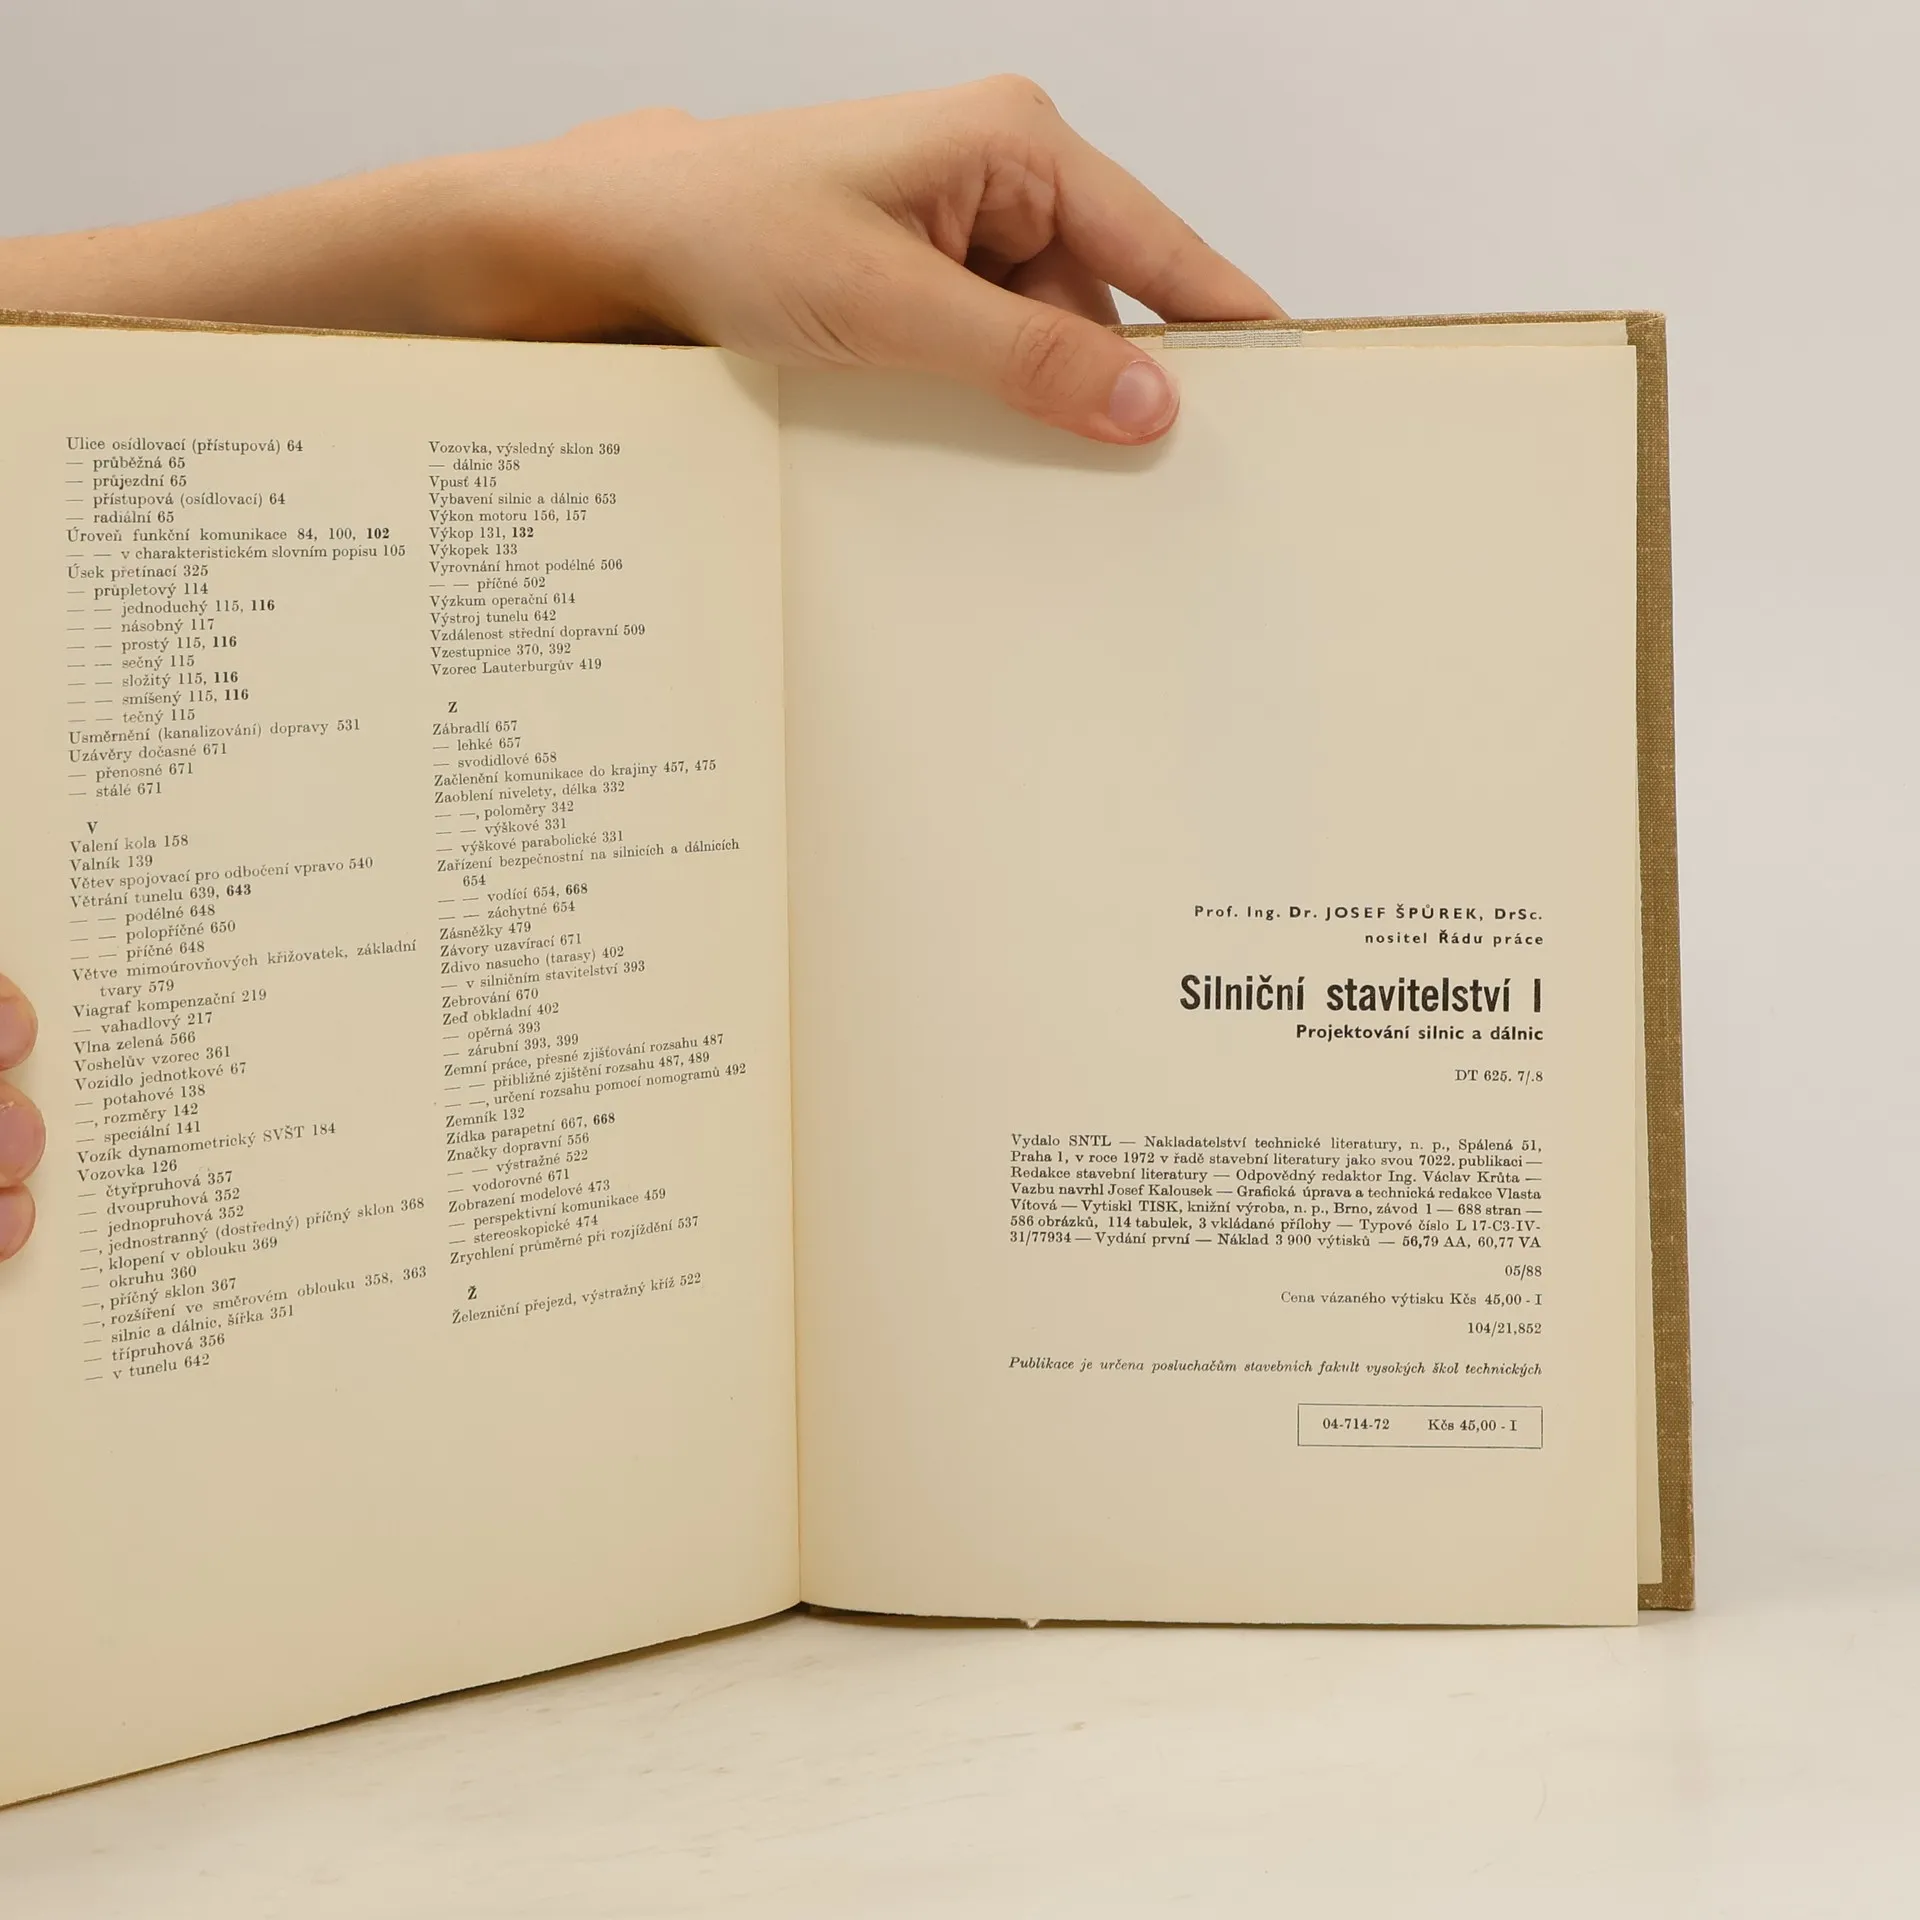 Ulice osídlovací (přístupová) 64
— průběžná 65
— průjezdní 65
— přístupová (osídlovací) 64
— radiální 65
Úroveň funkční komunikace 84, 100, 102
— — v charakteristickém slovním popisu 105
Úsek přetínací 325
— průpletový 114
— — jednoduchý 115, 116
— — násobný 117
— — prostý 115, 116
— — sečný 115
— — složitý 115, 116
— — smíšený 115, 116
— — tečný 115
Usměrnění (kanalizování) dopravy 531
Uzávěry dočasné 671
— přenosné 671
— stálé 671
V
Valení kola 158
Valník 139
Větev spojovací pro odbočení vpravo 540
Větrání tunelu 639, 643
— — podélné 648
— — polopříčné 650
— — příčné 648
Větve mimoúrovňových křižovatek, základní
tvary 579
Viagraf kompenzační 219
— vahadlový 217
Vlna zelená 566
Voshelův vzorec 361
Vozidlo jednotkové 67
— potahové 138
—, rozměry 142
— speciální 141
Vozík dynamometrický SVŠT 184
Vozovka 126
— čtyřpruhová 357
— dvoupruhová 352
— jednopruhová 352
—, jednostranný (dostředný) příčný sklon 368
—, klopení v oblouku 369
— okruhu 360
—, příčný sklon 367
—, rozšíření ve směrovém oblouku 358, 363
— silnic a dálnic, šířka 351
— třípruhová 356
— v tunelu 642
Vozovka, výsledný sklon 369
— dálnic 358
Vpusť 415
Vybavení silnic a dálnic 653
Výkon motoru 156, 157
Výkop 131, 132
Výkopek 133
Vyrovnání hmot podélné 506
— — příčné 502
Výzkum operační 614
Výstroj tunelu 642
Vzdálenost střední dopravní 509
Vzestupnice 370, 392
Vzorec Lauterburgův 419
Z
Zábradlí 657
— lehké 657
— svodidlové 658
Začlenění komunikace do krajiny 457, 475
Zaoblení nivelety, délka 332
— —, poloměry 342
— — výškové 331
— výškové parabolické 331
Zařízení bezpečnostní na silnicích a dálnicích
654
— — vodící 654, 668
— — záchytné 654
Zásněžky 479
Závory uzavírací 671
Zdivo nasucho (tarasy) 402
— v silničním stavitelství 393
Zebrování 670
Zeď obkladní 402
— opěrná 393
— zárubní 393, 399
Zemní práce, přesné zjišťování rozsahu 487
— — přibližné zjištění rozsahu 487, 489
— —, určení rozsahu pomocí nomogramů 492
Zemník 132
Zídka parapetní 667, 668
Značky dopravní 556
— — výstražné 522
— vodorovné 671
Zobrazení modelové 473
— perspektivní komunikace 459
— stereoskopické 474
Zrychlení průměrné při rozjíždění 537
Ž
Železniční přejezd, výstražný kříž 522
Prof. Ing. Dr. JOSEF ŠPŮREK, DrSc.
nositel Řádu práce
Silniční stavitelství I
Projektování silnic a dálnic
DT 625. 7/.8
Vydalo SNTL — Nakladatelství technické literatury, n. p., Spálená 51,
Praha 1, v roce 1972 v řadě stavební literatury jako svou 7022. publikaci —
Redakce stavební literatury — Odpovědný redaktor Ing. Václav Krůta —
Vazbu navrhl Josef Kalousek — Grafická úprava a technická redakce Vlasta
Vítová — Vytiskl TISK, knižní výroba, n. p., Brno, závod 1 — 688 stran —
586 obrázků, 114 tabulek, 3 vkládané přílohy — Typové číslo L 17-C3-IV-
31/77934 — Vydání první — Náklad 3 900 výtisků — 56,79 AA, 60,77 VA
05/88
Cena vázaného výtisku Kčs 45,00 - I
104/21,852
Publikace je určena posluchačům stavebních fakult vysokých škol technických
04-714-72 Kčs 45,00 - I